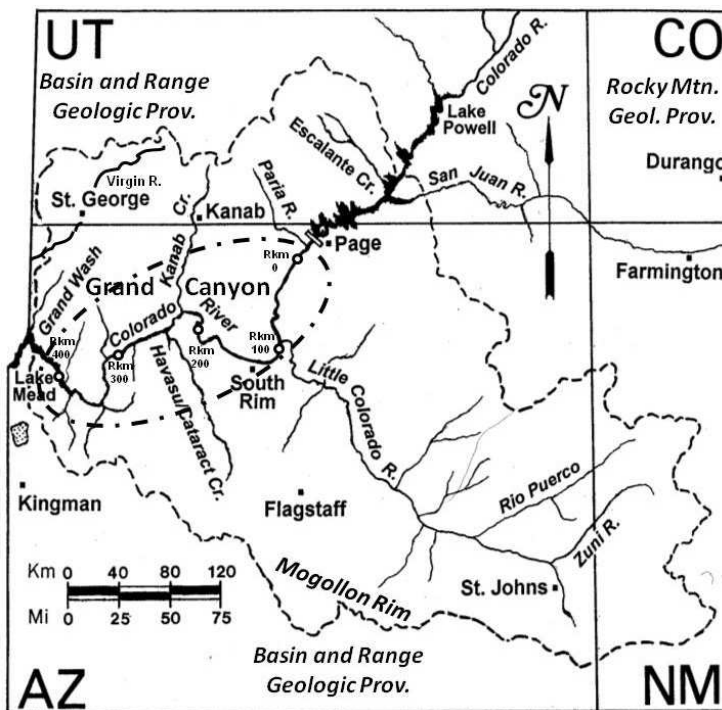 UT
CO
Basin and Range
Geologic Prov.
Rocky Mtn.
Geol. Prov.
Colorado R.
Lake
Powell
N
Escalante Cr.
San Juan R.
Durango
Virgin R.
St. George
Kanab
Paria R.
Kanab Cr.
Page
Farmington
Rkm
0
Grand Wash
Grand Canyon
Colorado River
Rkm
400
Rkm
300
Rkm
200
Rkm
100
Lake
Mead
South
Rim
Havasu/Cataract Cr.
Little Colorado R.
Kingman
Flagstaff
Rio Puerco
Zuni R.
St. Johns
Mogollon Rim
Km 0 40 80 120
Mi 0 25 50 75
Basin and Range
Geologic Prov.
AZ
NM